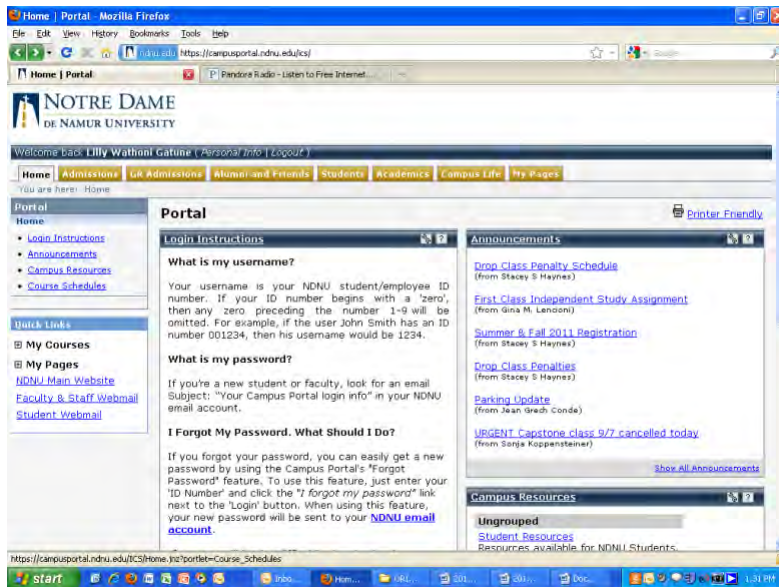 Home | Portal - Mozilla Firefox
File Edit View History Bookmarks Tools Help
ndnu.edu https://campusportal.ndnu.edu/ics/
Home | Portal
Pandora Radio - Listen to Free Internet...
NOTRE DAME
DE NAMUR UNIVERSITY
Welcome back Lilly Wathoni Gatune ( Personal Info | Logout )
Home Admissions GR Admissions Alumni and Friends Students Academics Campus Life My Pages
You are here: Home
Portal
Home
Login Instructions
Announcements
Campus Resources
Course Schedules
Quick Links
My Courses
My Pages
NDNU Main Website
Faculty & Staff Webmail
Student Webmail
Portal
Printer Friendly
Login Instructions
What is my username?
Your username is your NDNU student/employee ID
number. If your ID number begins with a 'zero',
then any zero preceding the number 1-9 will be
omitted. For example, if the user John Smith has an ID
number 001234, then his username would be 1234.
What is my password?
If you're a new student or faculty, look for an email
Subject: "Your Campus Portal login info" in your NDNU
email account.
I Forgot My Password. What Should I Do?
If you forgot your password, you can easily get a new
password by using the Campus Portal's "Forgot
Password" feature. To use this feature, just enter your
'ID Number' and click the "I forgot my password" link
next to the 'Login' button. When using this feature,
your new password will be sent to your NDNU email
account.
Announcements
Drop Class Penalty Schedule
(from Stacey S Haynes)
First Class Independent Study Assignment
(from Gina M. Lencioni)
Summer & Fall 2011 Registration
(from Stacey S Haynes)
Drop Class Penalties
(from Stacey S Haynes)
Parking Update
(from Jean Grech Conde)
URGENT Capstone class 9/7 cancelled today
(from Sonja Koppensteiner)
Show All Announcements
Campus Resources
Ungrouped
Student Resources
Resources available for NDNU Students.
https://campusportal.ndnu.edu/ICS/Home.jnz?portlet=Course_Schedules
start
Inbo...
Hom...
ORI...
201...
201...
Doc...
1:31 PM